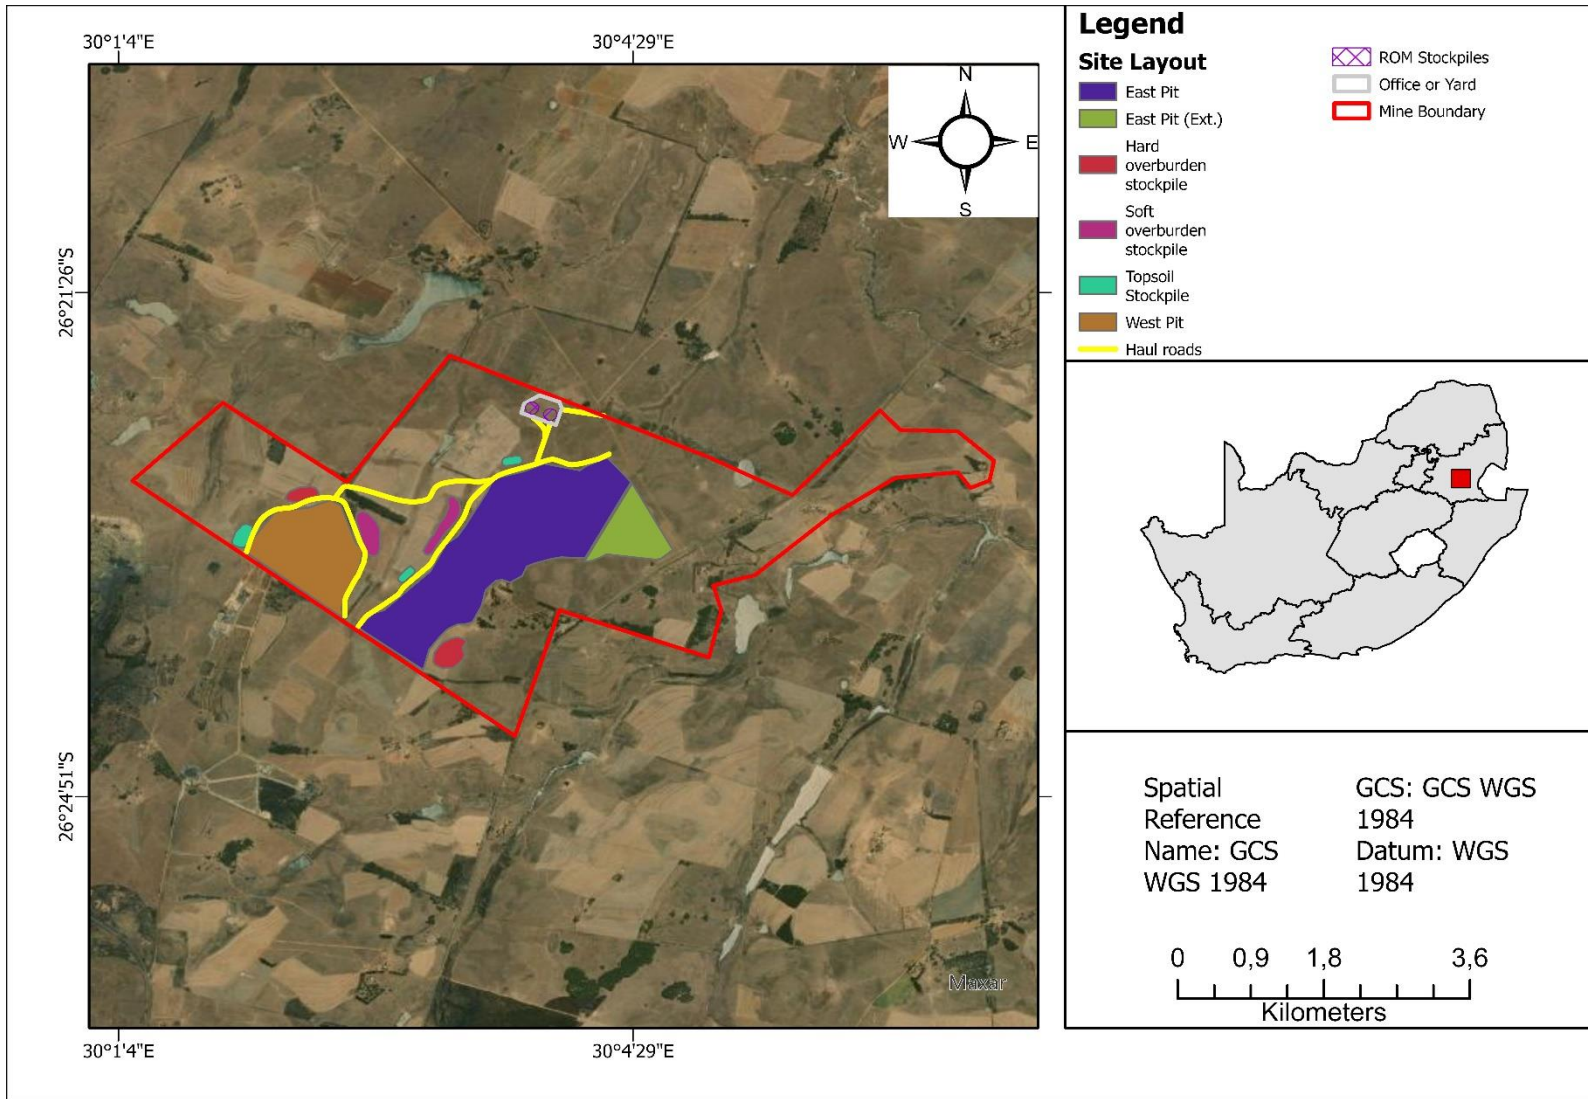 30°1'4"E
30°4'29"E
26°21'26"S
26°24'51"S
30°1'4"E
30°4'29"E
N
W
E
S
Maxar
Legend
Site Layout
East Pit
East Pit (Ext.)
Hard
overburden
stockpile
Soft
overburden
stockpile
Topsoil
Stockpile
West Pit
Haul roads
ROM Stockpiles
Office or Yard
Mine Boundary
Spatial
Reference
Name: GCS
WGS 1984
GCS: GCS WGS
1984
Datum: WGS
1984
0 0,9 1,8 3,6
Kilometers